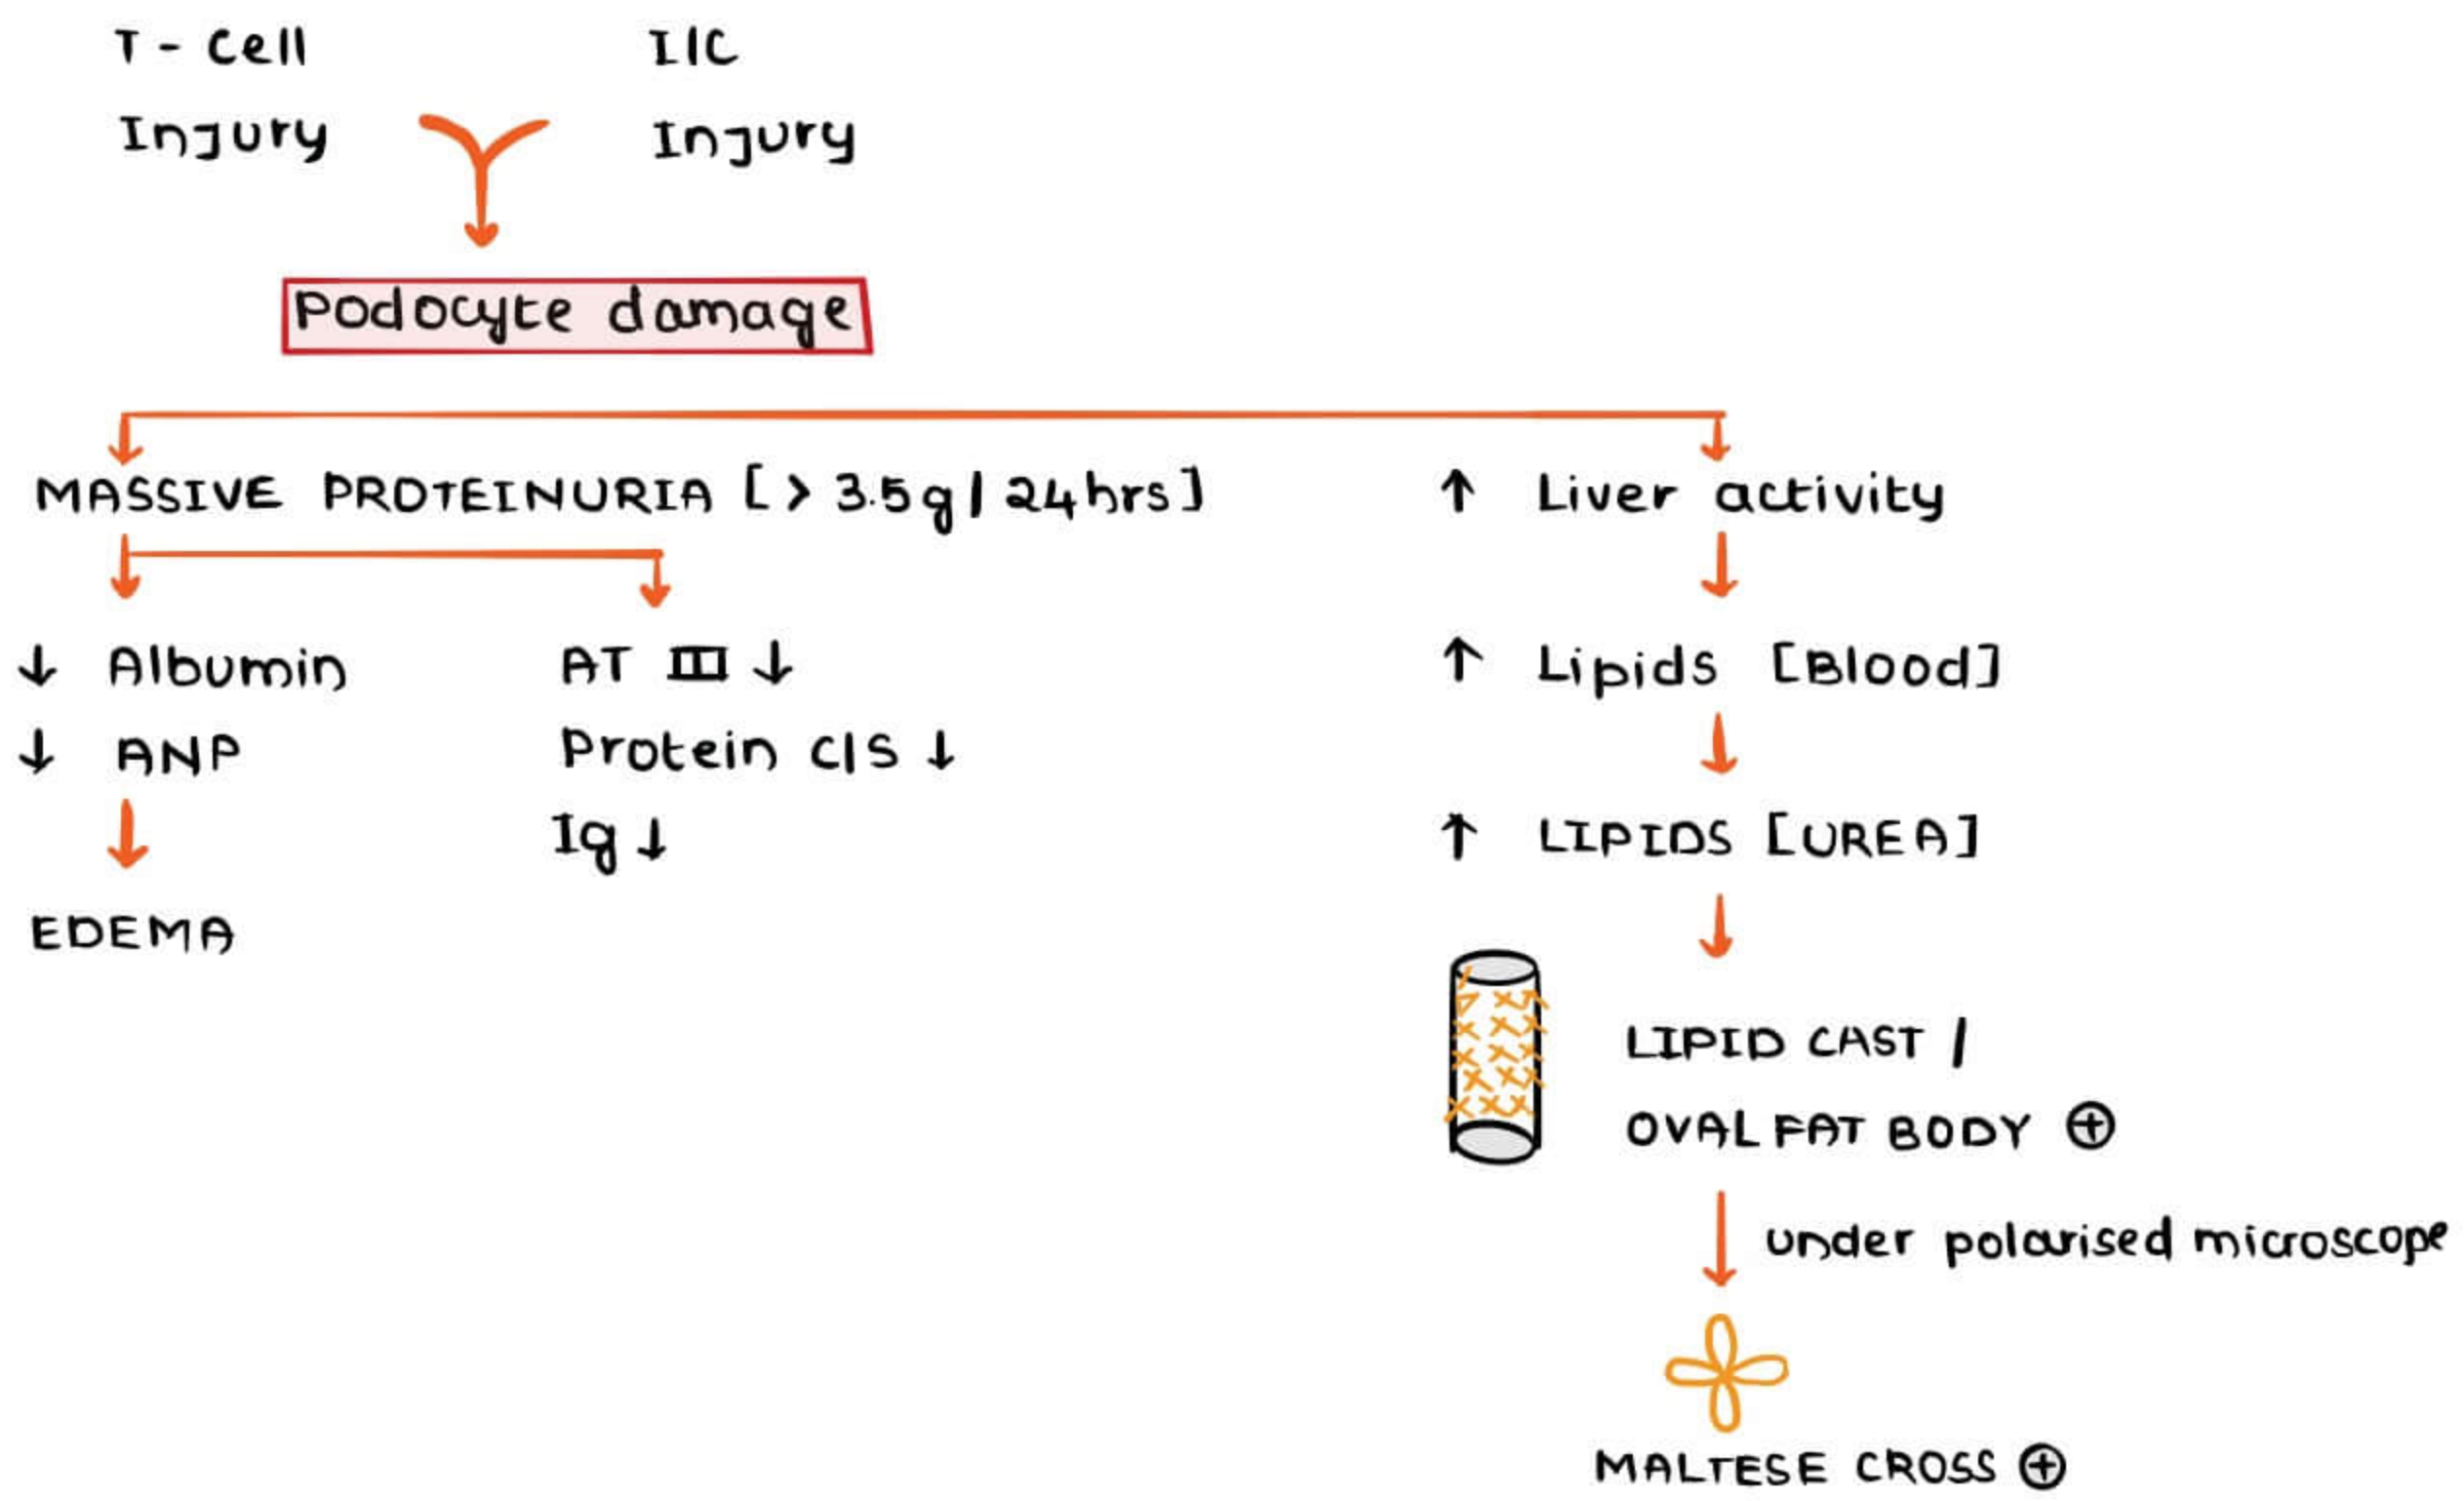 T - Cell
Injury
I1C
Injury
Podocyte damage
MASSIVE PROTEINURIA [ > 3.5g / 24hrs ]
↓ Albumin
↓ ANP
EDEMA
AT III ↓
Protein C/S ↓
Ig ↓
↑ Liver activity
↑ Lipids [Blood]
↑ LIPIDS [UREA]
LIPID CAST /
OVAL FAT BODY ⊕
under polarised microscope
MALTESE CROSS ⊕